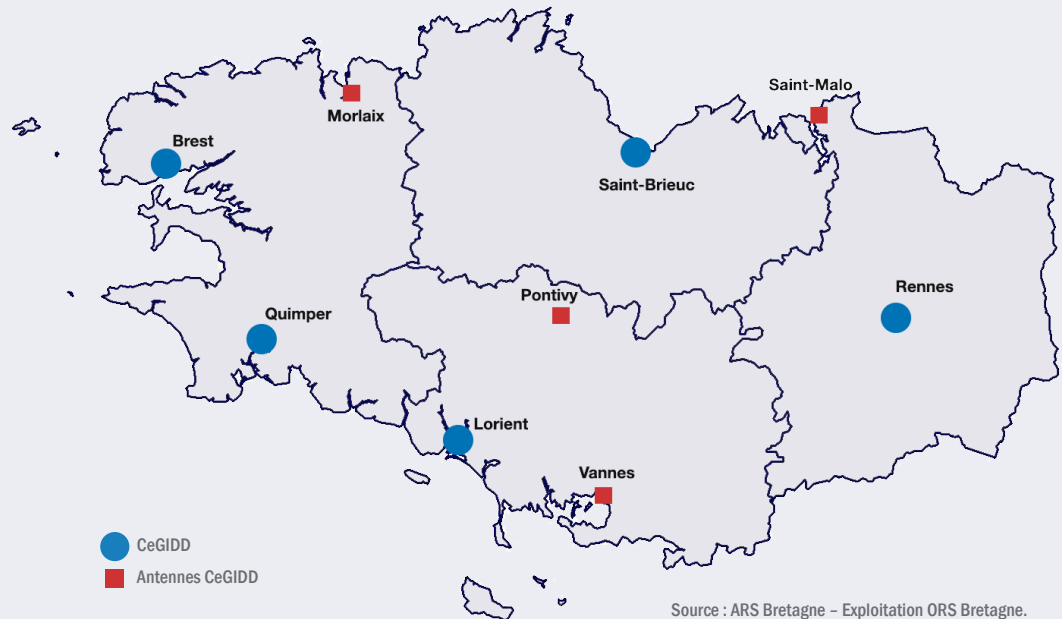 Saint-Malo
Morlaix
Brest
Saint-Brieuc
Rennes
Pontivy
Quimper
Lorient
Vannes
CeGIDD
Antennes CeGIDD
Source : ARS Bretagne – Exploitation ORS Bretagne.